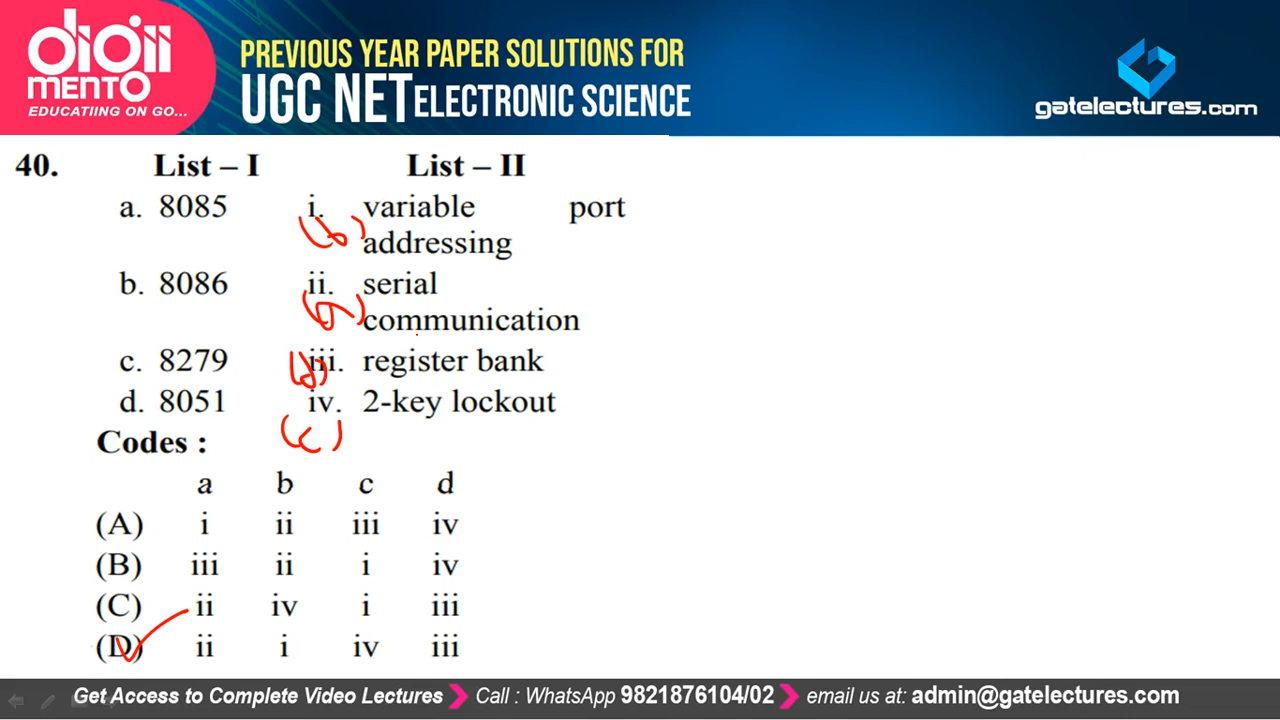 dioii
MENTO
EDUCATIING ON GO...
PREVIOUS YEAR PAPER SOLUTIONS FOR
UGC NET ELECTRONIC SCIENCE
gatelectures.com
40. List – I List – II
a. 8085 i. variable port
(b) addressing
b. 8086 ii. serial
(a) communication
c. 8279 iii. register bank
(d)
d. 8051 iv. 2-key lockout
Codes : (c)
a b c d
(A) i ii iii iv
(B) iii ii i iv
(C) ii iv i iii
(D) ii i iv iii
Get Access to Complete Video Lectures Call : WhatsApp 9821876104/02 email us at: admin@gatelectures.com